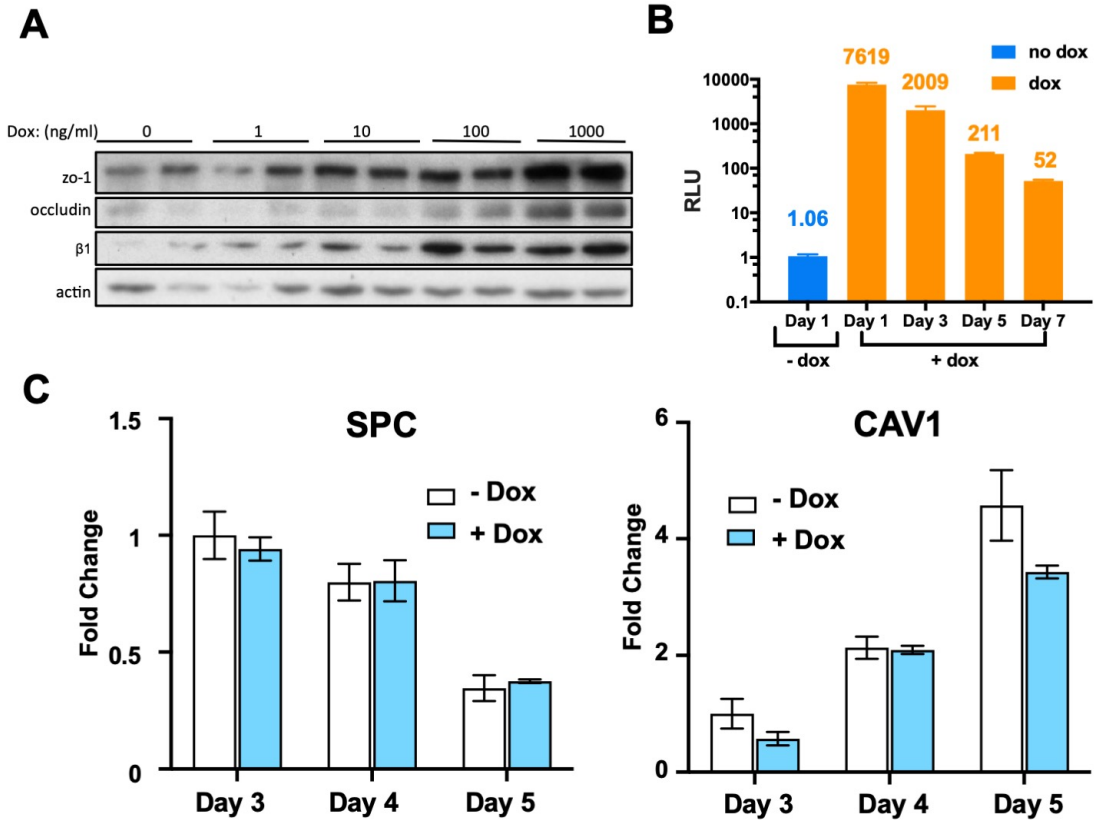 A
Dox: (ng/ml) 0 1 10 100 1000
zo-1
occludin
β1
actin
B
no dox
dox
7619
2009
211
52
1.06
RLU
10000
1000
100
10
1
0.1
Day 1 Day 1 Day 3 Day 5 Day 7
- dox + dox
C
SPC
- Dox
+ Dox
Fold Change
1.5
1
0.5
0
Day 3 Day 4 Day 5
CAV1
- Dox
+ Dox
Fold Change
6
4
2
0
Day 3 Day 4 Day 5